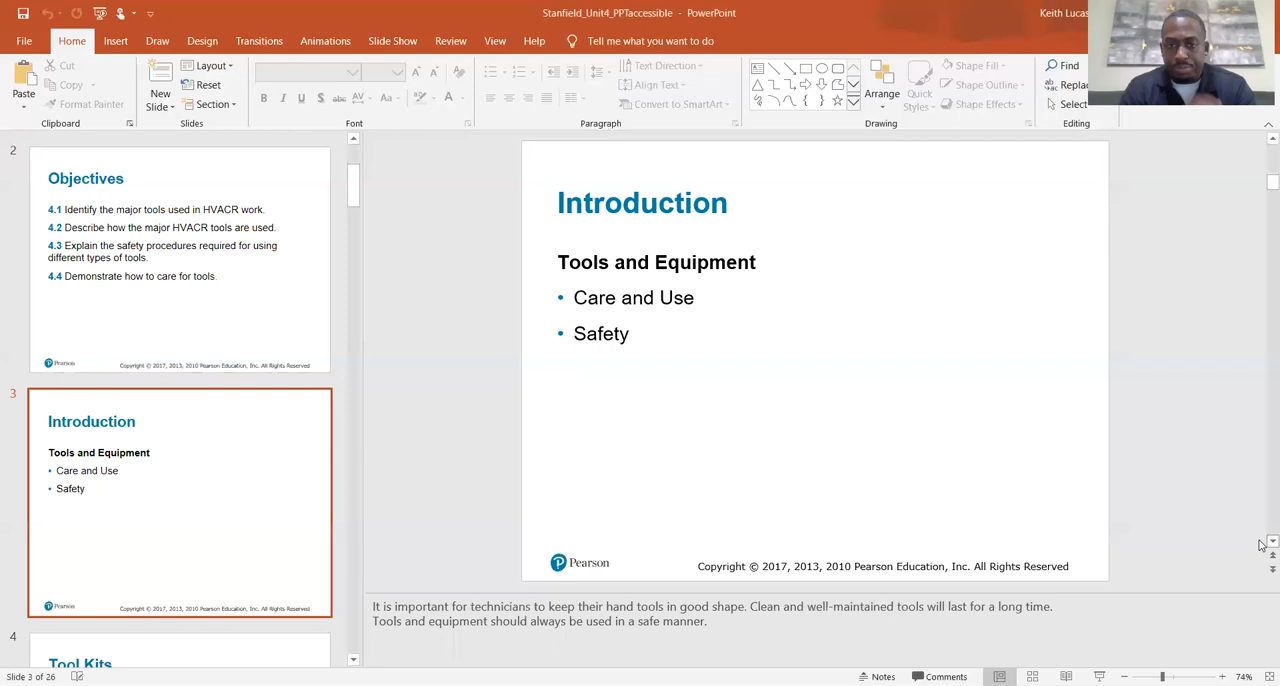 Stanfield_Unit4_PPTaccessible - PowerPoint
Keith Lucas
File Home Insert Draw Design Transitions Animations Slide Show Review View Help Tell me what you want to do
Paste
Cut
Copy
Format Painter
Clipboard
New Slide
Layout
Reset
Section
Slides
B I U S abc AV Aa A
Font
Text Direction
Align Text
Convert to SmartArt
Paragraph
Arrange
Quick Styles
Shape Fill
Shape Outline
Shape Effects
Drawing
Find
Replac
Select
Editing
2
Objectives
4.1 Identify the major tools used in HVACR work.
4.2 Describe how the major HVACR tools are used.
4.3 Explain the safety procedures required for using
different types of tools.
4.4 Demonstrate how to care for tools.
Pearson
Copyright © 2017, 2013, 2010 Pearson Education, Inc. All Rights Reserved
3
Introduction
Tools and Equipment
• Care and Use
• Safety
Pearson
Copyright © 2017, 2013, 2010 Pearson Education, Inc. All Rights Reserved
4
Tool Kits
Introduction
Tools and Equipment
• Care and Use
• Safety
Pearson
Copyright © 2017, 2013, 2010 Pearson Education, Inc. All Rights Reserved
It is important for technicians to keep their hand tools in good shape. Clean and well-maintained tools will last for a long time.
Tools and equipment should always be used in a safe manner.
Slide 3 of 26
Notes
Comments
74%